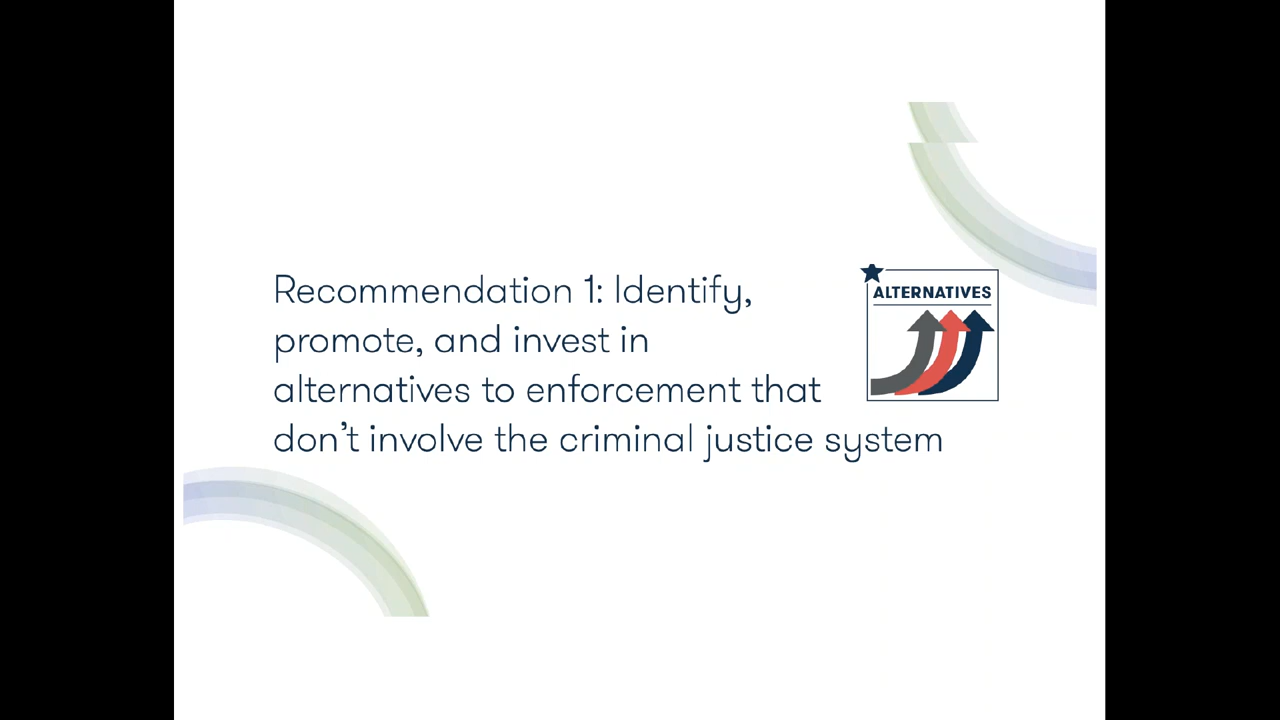 Recommendation 1: Identify,
promote, and invest in
alternatives to enforcement that
don't involve the criminal justice system
ALTERNATIVES